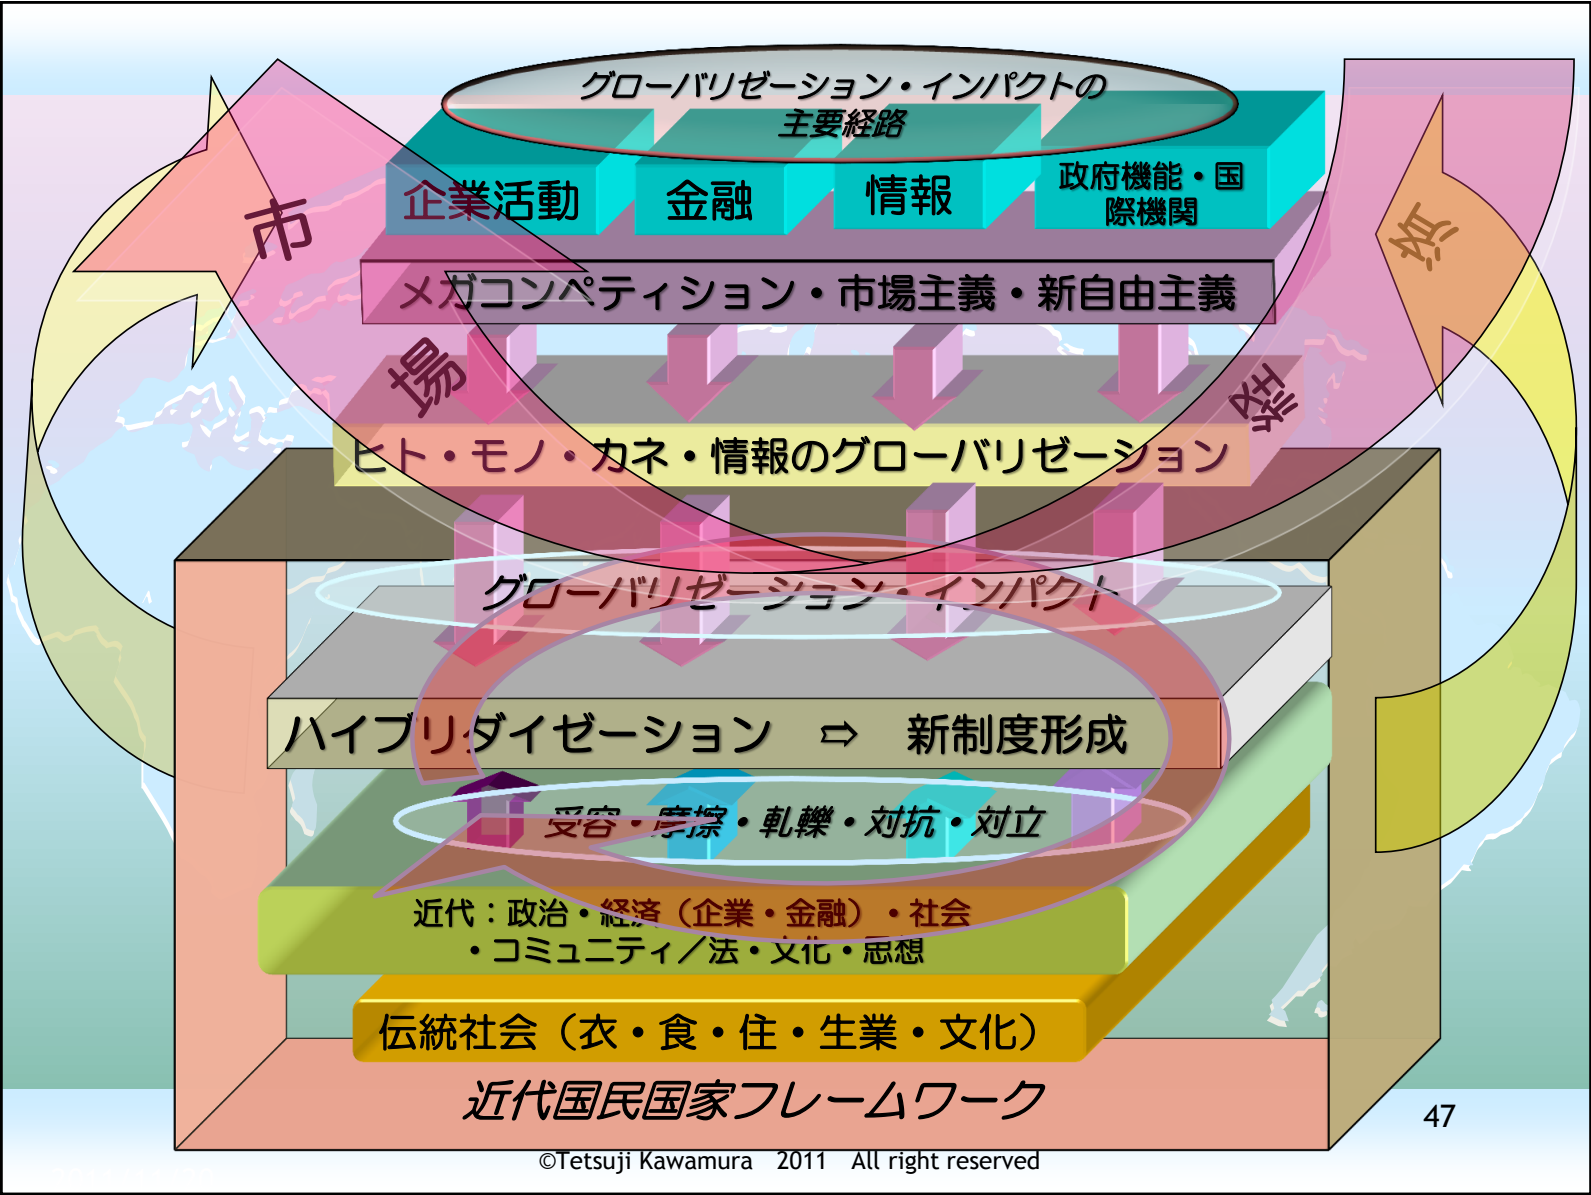 グローバリゼーション・インパクトの
主要経路
企業活動
金融
情報
政府機能・国
際機関
メガコンペティション・市場主義・新自由主義
市
場
経
済
ヒト・モノ・カネ・情報のグローバリゼーション
グローバリゼーション・インパクト
ハイブリダイゼーション ⇨ 新制度形成
受容・摩擦・軋轢・対抗・対立
近代：政治・経済（企業・金融）・社会
・コミュニティ／法・文化・思想
伝統社会（衣・食・住・生業・文化）
近代国民国家フレームワーク
47
©Tetsuji Kawamura 2011 All right reserved